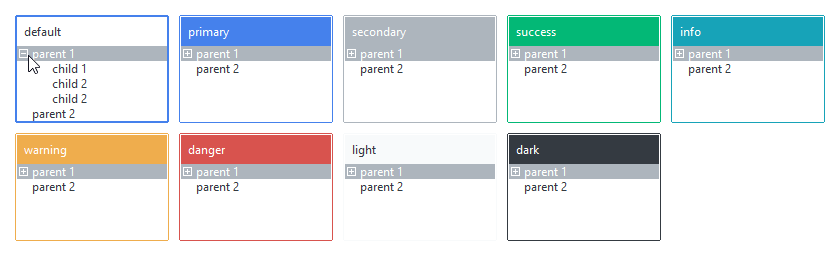 default
parent 1
child 1
child 2
child 2
parent 2
primary
parent 1
parent 2
secondary
parent 1
parent 2
success
parent 1
parent 2
info
parent 1
parent 2
warning
parent 1
parent 2
danger
parent 1
parent 2
light
parent 1
parent 2
dark
parent 1
parent 2